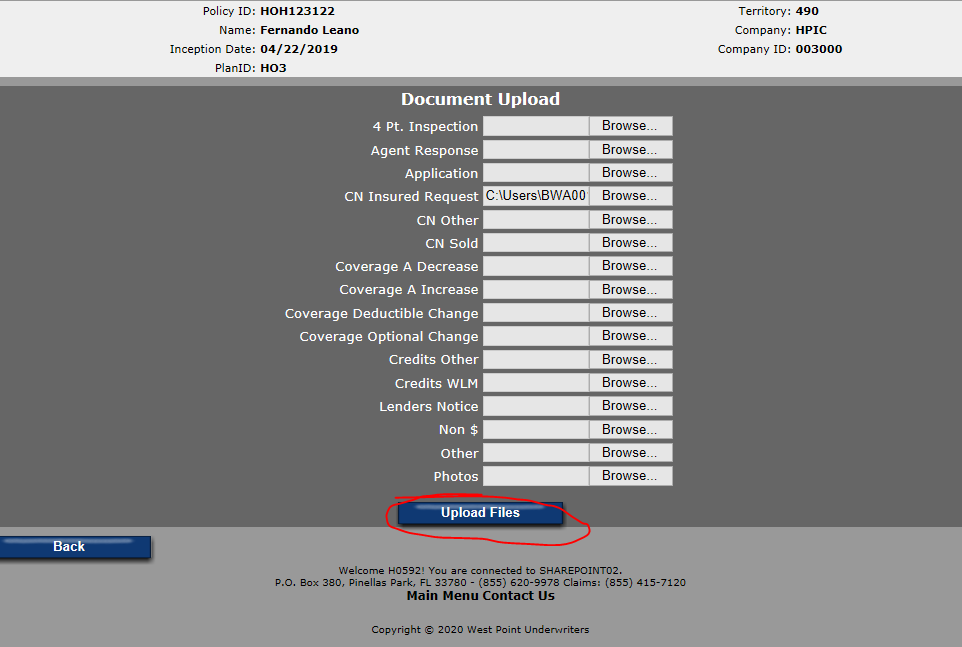 Policy ID: HOH123122 Territory: 490
Name: Fernando Leano Company: HPIC
Inception Date: 04/22/2019 Company ID: 003000
PlanID: HO3
Document Upload
4 Pt. Inspection Browse...
Agent Response Browse...
Application Browse...
CN Insured Request C:\Users\BWA00 Browse...
CN Other Browse...
CN Sold Browse...
Coverage A Decrease Browse...
Coverage A Increase Browse...
Coverage Deductible Change Browse...
Coverage Optional Change Browse...
Credits Other Browse...
Credits WLM Browse...
Lenders Notice Browse...
Non $ Browse...
Other Browse...
Photos Browse...
Upload Files
Back
Welcome H0592! You are connected to SHAREPOINT02.
P.O. Box 380, Pinellas Park, FL 33780 - (855) 620-9978 Claims: (855) 415-7120
Main Menu Contact Us
Copyright © 2020 West Point Underwriters